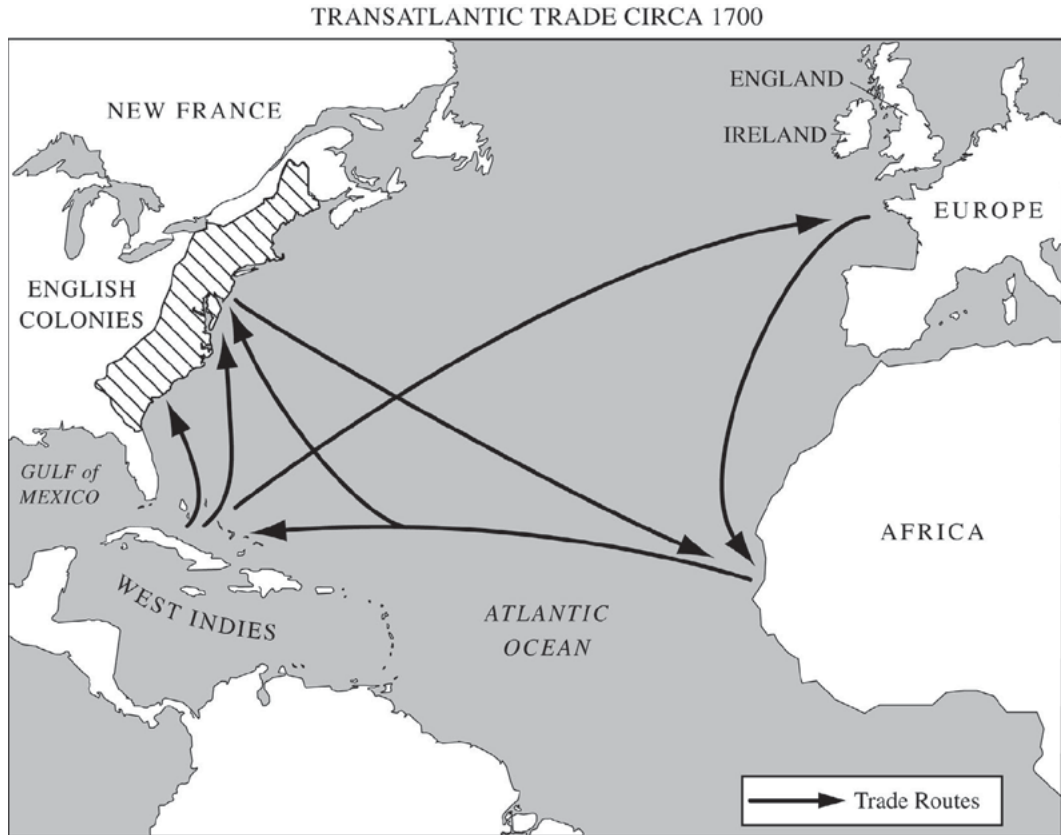 TRANSATLANTIC TRADE CIRCA 1700
NEW FRANCE
ENGLAND
IRELAND
EUROPE
ENGLISH
COLONIES
GULF of
MEXICO
AFRICA
WEST INDIES
ATLANTIC
OCEAN
Trade Routes